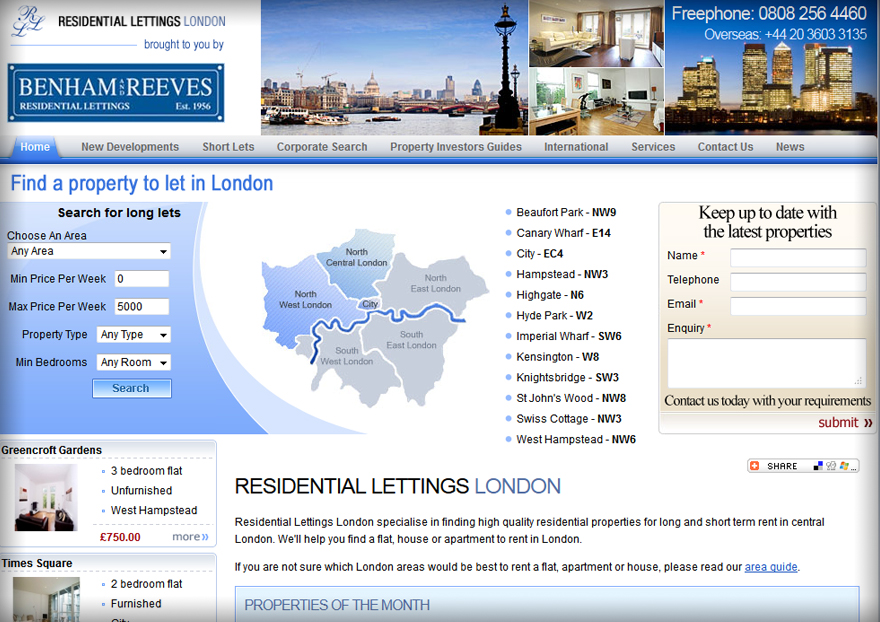 RESIDENTIAL LETTINGS LONDON
brought to you by
BENHAM AND REEVES
RESIDENTIAL LETTINGS Est. 1956
Freephone: 0808 256 4460
Overseas: +44 20 3603 3135
Home New Developments Short Lets Corporate Search Property Investors Guides International Services Contact Us News
Find a property to let in London
Search for long lets
Choose An Area
Any Area
Min Price Per Week 0
Max Price Per Week 5000
Property Type Any Type
Min Bedrooms Any Room
Search
North
Central London
North
West London
City
North
East London
South
West London
South
East London
Beaufort Park - NW9
Canary Wharf - E14
City - EC4
Hampstead - NW3
Highgate - N6
Hyde Park - W2
Imperial Wharf - SW6
Kensington - W8
Knightsbridge - SW3
St John's Wood - NW8
Swiss Cottage - NW3
West Hampstead - NW6
Keep up to date with
the latest properties
Name *
Telephone
Email *
Enquiry *
Contact us today with your requirements
submit »
Greencroft Gardens
3 bedroom flat
Unfurnished
West Hampstead
£750.00 more »
Times Square
2 bedroom flat
Furnished
City
SHARE ...
RESIDENTIAL LETTINGS LONDON
Residential Lettings London specialise in finding high quality residential properties for long and short term rent in central
London. We'll help you find a flat, house or apartment to rent in London.
If you are not sure which London areas would be best to rent a flat, apartment or house, please read our area guide.
PROPERTIES OF THE MONTH